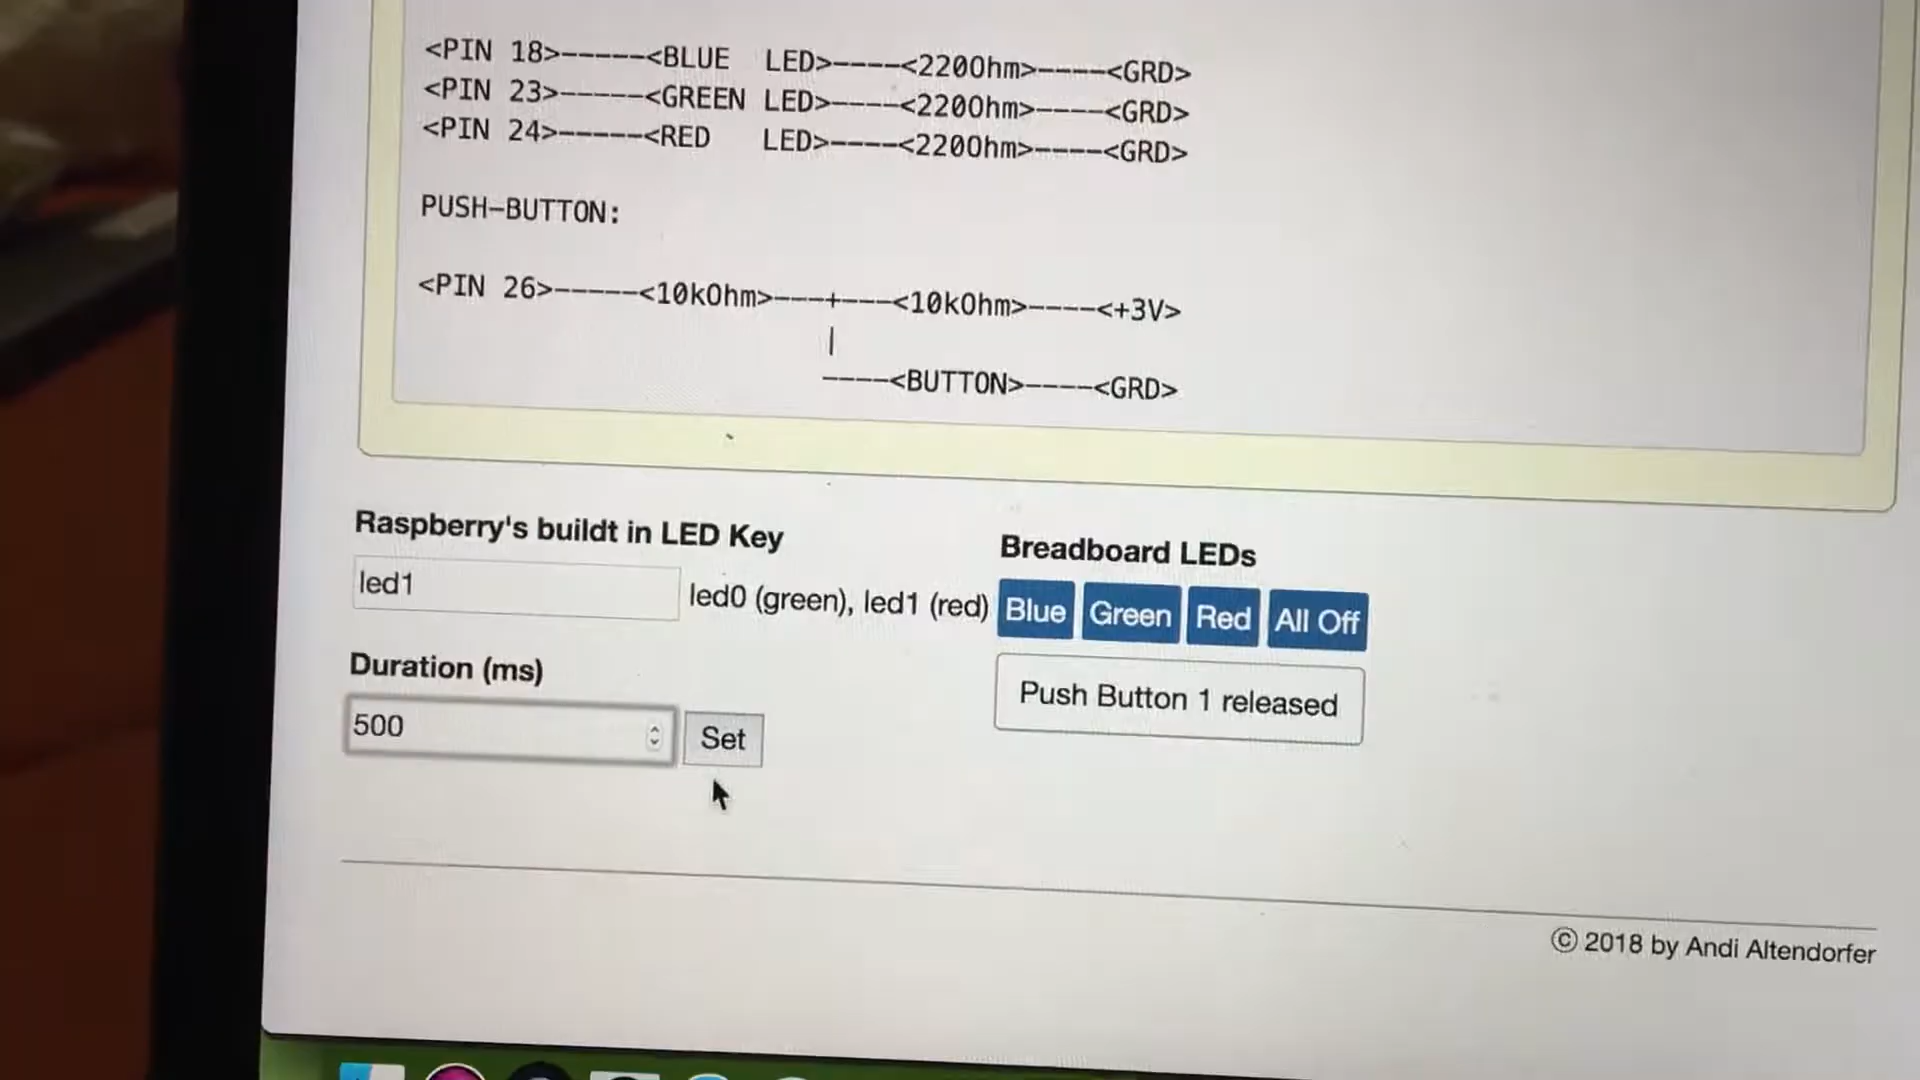 <PIN 18>-----<BLUE  LED>----<220Ohm>----<GRD>
<PIN 23>-----<GREEN LED>----<220Ohm>----<GRD>
<PIN 24>-----<RED   LED>----<220Ohm>----<GRD>
PUSH-BUTTON:
<PIN 26>-----<10kOhm>---+---<10kOhm>----<+3V>
|
----<BUTTON>----<GRD>
Raspberry's buildt in LED Key
led1
led0 (green), led1 (red)
Duration (ms)
500
Set
Breadboard LEDs
Blue Green Red All Off
Push Button 1 released
© 2018 by Andi Altendorfer